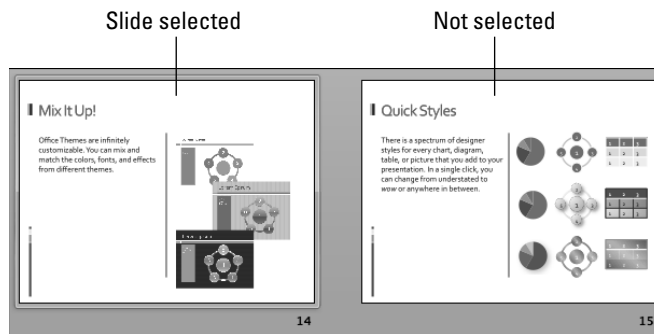 Slide selected
Not selected
Mix It Up!
Office Themes are infinitely
customizable. You can mix and
match the colors, fonts, and effects
from different themes.
14
Quick Styles
There is a spectrum of designer
styles for every chart, diagram,
table, or picture that you add to your
presentation. In a single click, you
can change from understated to
wow or anywhere in between.
15